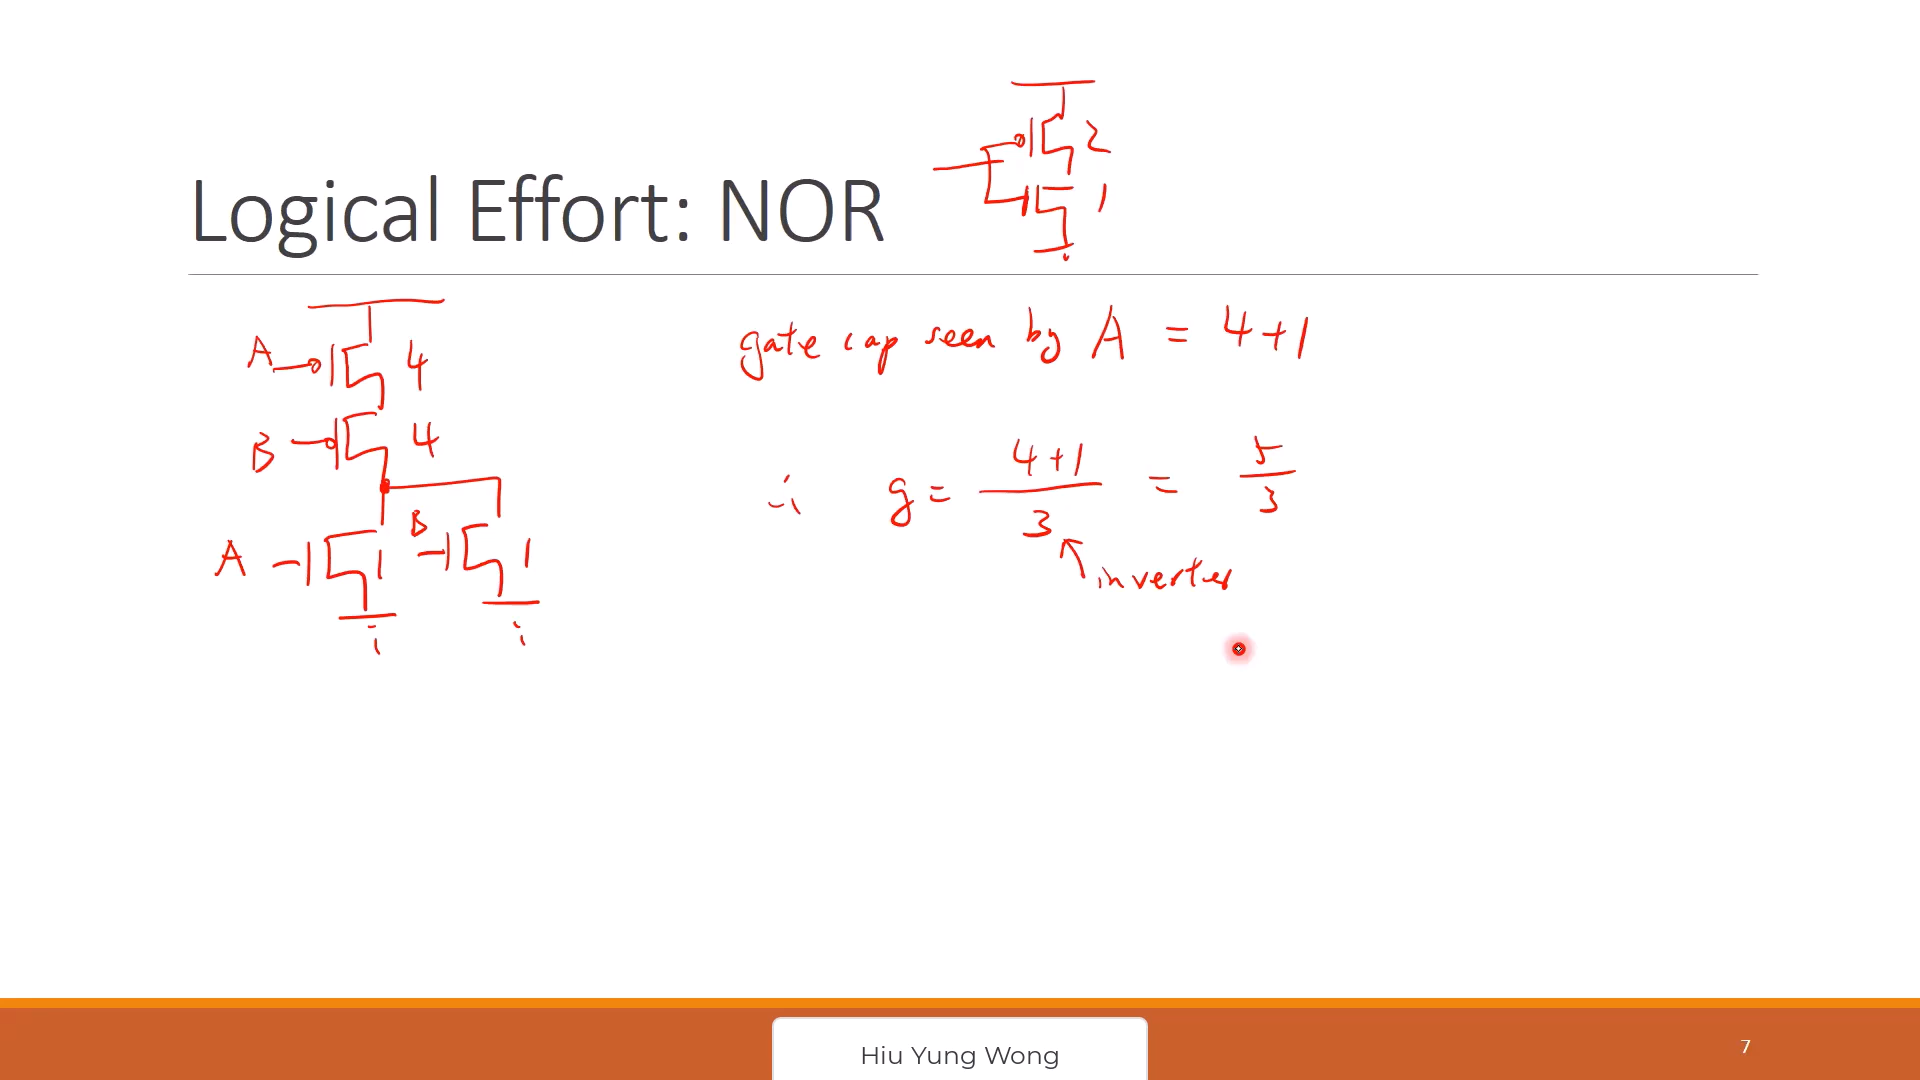 2
1
Logical Effort: NOR
A 4
B 4
A 1 B 1
gate cap seen by A = 4+1
∴ g = 4+1 / 3 = 5 / 3
inverter
Hiu Yung Wong
7